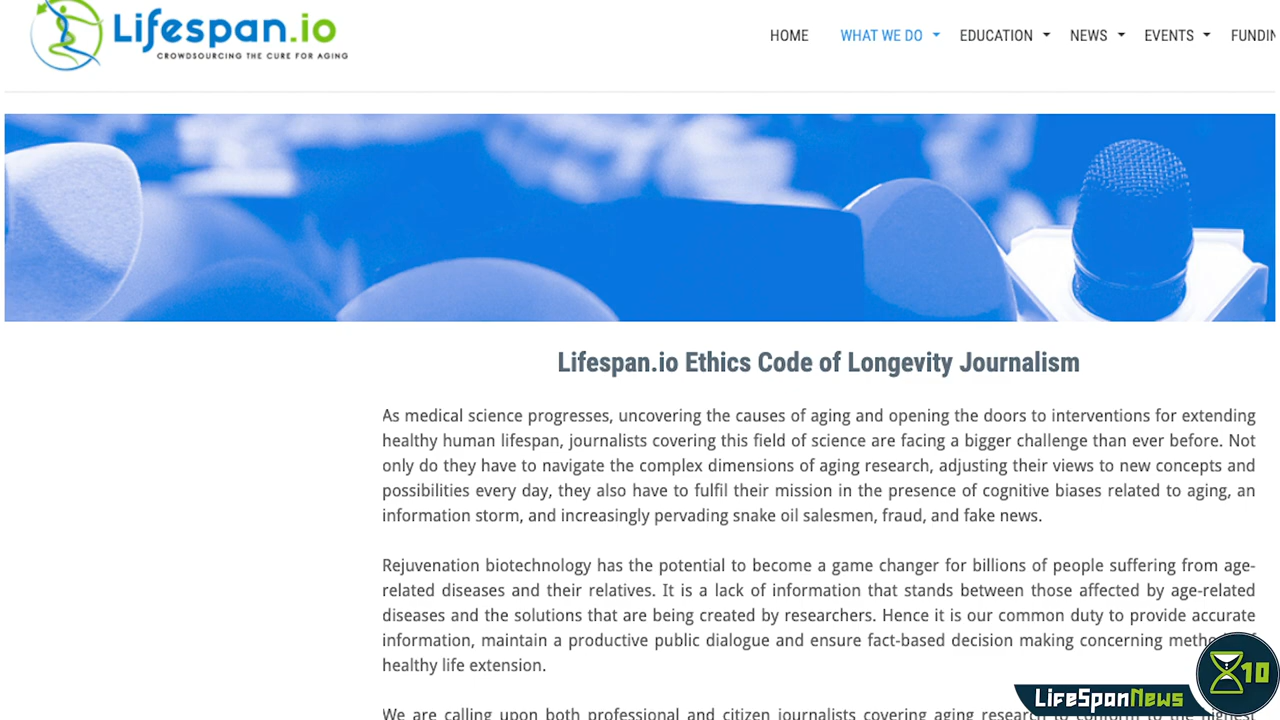 Lifespan.io
CROWDSOURCING THE CURE FOR AGING
HOME WHAT WE DO EDUCATION NEWS EVENTS
Lifespan.io Ethics Code of Longevity Journalism
As medical science progresses, uncovering the causes of aging and opening the doors to interventions for extending
healthy human lifespan, journalists covering this field of science are facing a bigger challenge than ever before. Not
only do they have to navigate the complex dimensions of aging research, adjusting their views to new concepts and
possibilities every day, they also have to fulfil their mission in the presence of cognitive biases related to aging, an
information storm, and increasingly pervading snake oil salesmen, fraud, and fake news.
Rejuvenation biotechnology has the potential to become a game changer for billions of people suffering from age-
related diseases and their relatives. It is a lack of information that stands between those affected by age-related
diseases and the solutions that are being created by researchers. Hence it is our common duty to provide accurate
information, maintain a productive public dialogue and ensure fact-based decision making concerning
healthy life extension.
We are calling upon both professional and citizen journalists covering aging research to conform to the highest
10
LifeSpanNews